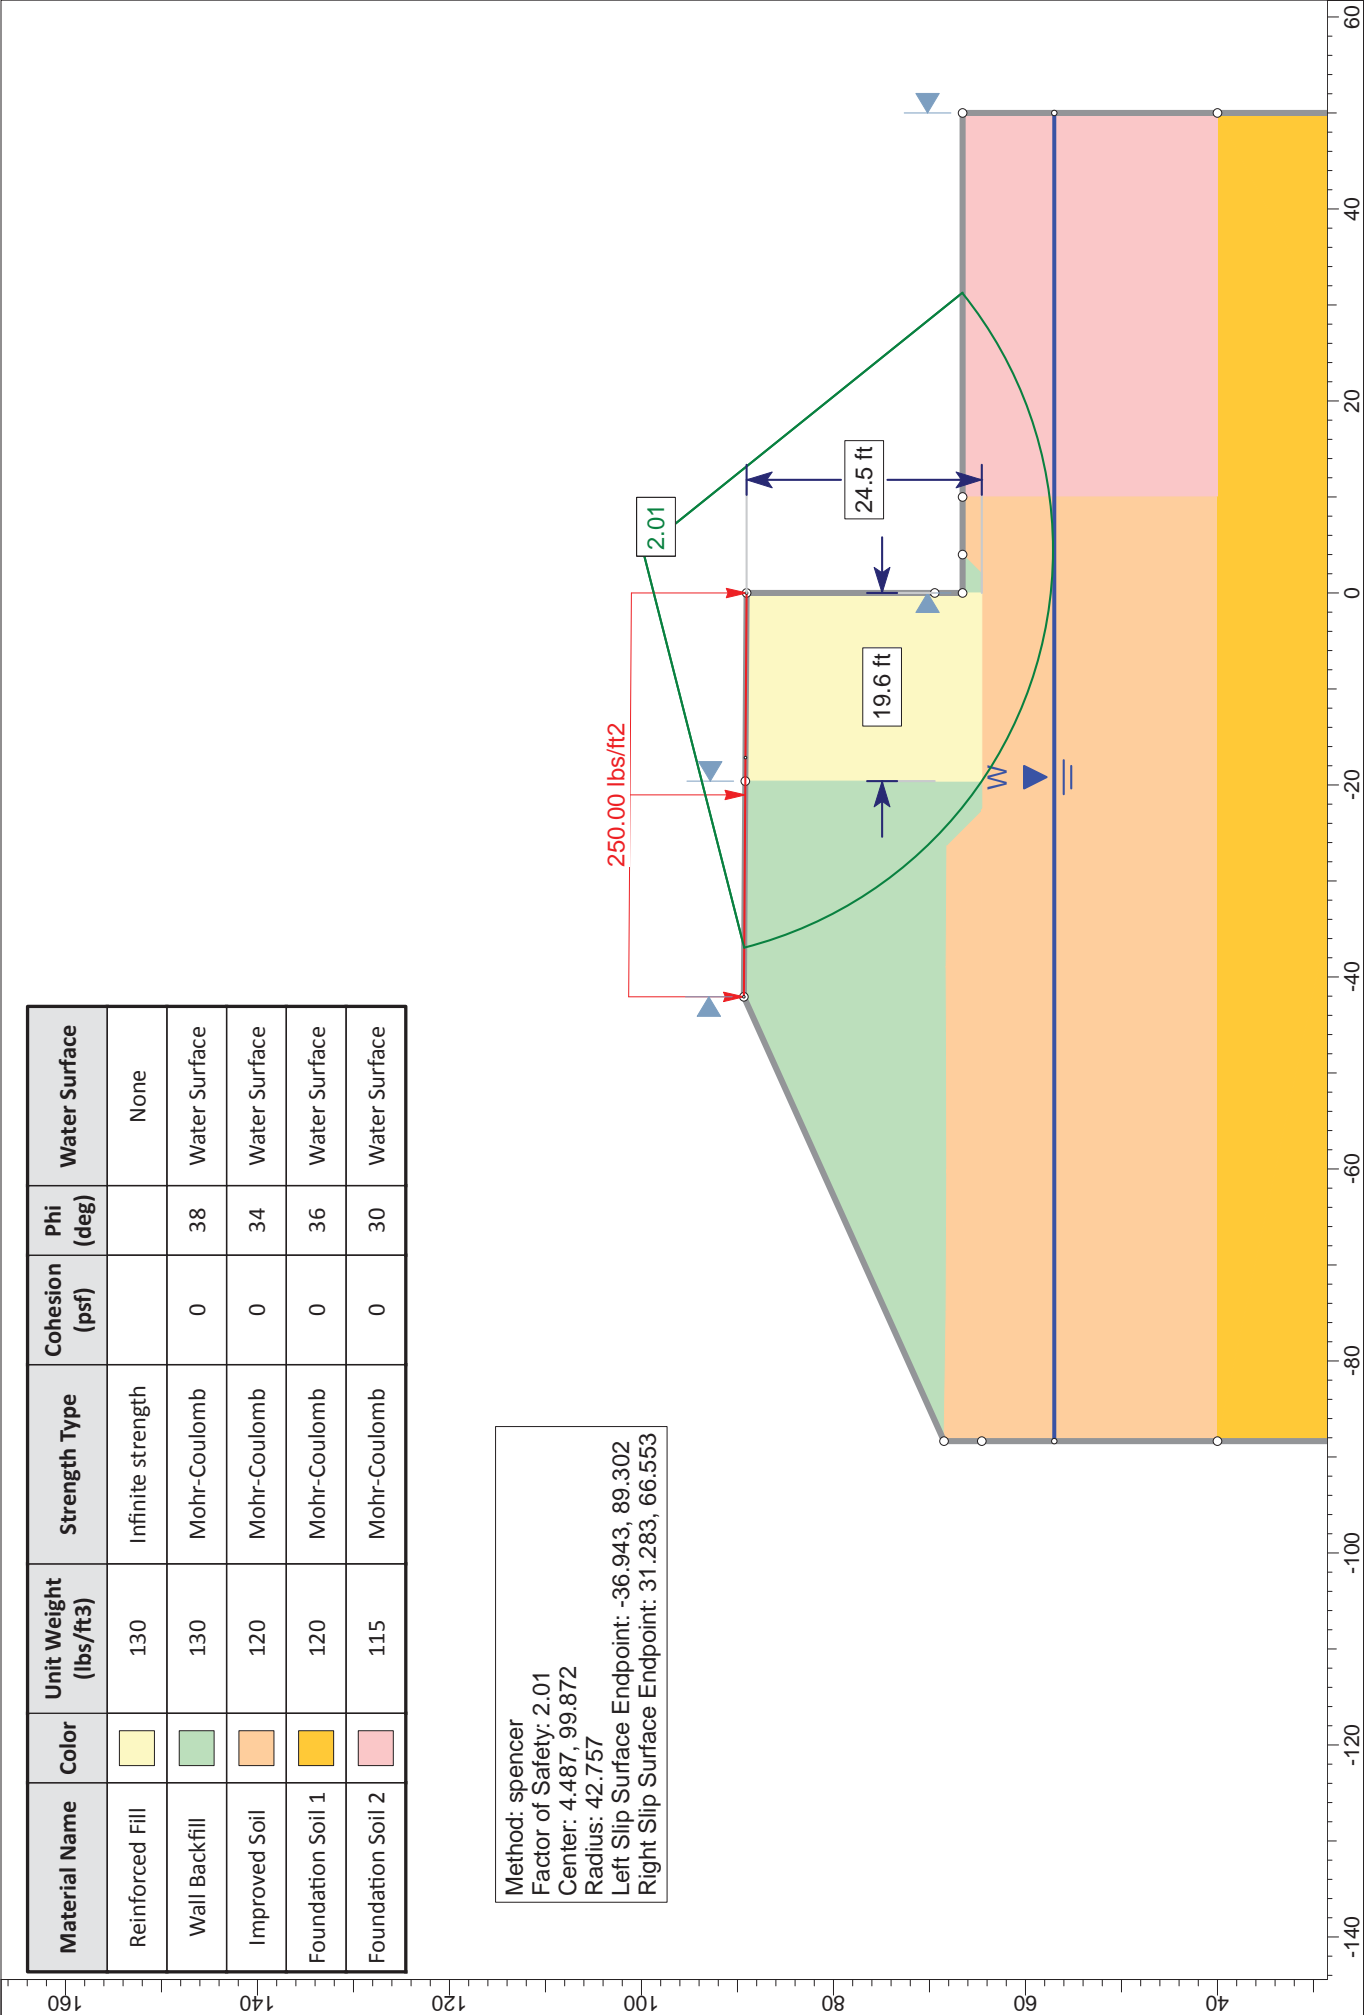 Material Name Color Unit Weight (lbs/ft3) Strength Type Cohesion (psf) Phi (deg) Water Surface
Reinforced Fill 130 Infinite strength None
Wall Backfill 130 Mohr-Coulomb 0 38 Water Surface
Improved Soil 120 Mohr-Coulomb 0 34 Water Surface
Foundation Soil 1 120 Mohr-Coulomb 0 36 Water Surface
Foundation Soil 2 115 Mohr-Coulomb 0 30 Water Surface
Method: spencer
Factor of Safety: 2.01
Center: 4.487, 99.872
Radius: 42.757
Left Slip Surface Endpoint: -36.943, 89.302
Right Slip Surface Endpoint: 31.283, 66.553
250.00 lbs/ft2
2.01
24.5 ft
19.6 ft
W
160
140
120
100
80
60
40
-140 -120 -100 -80 -60 -40 -20 0 20 40 60